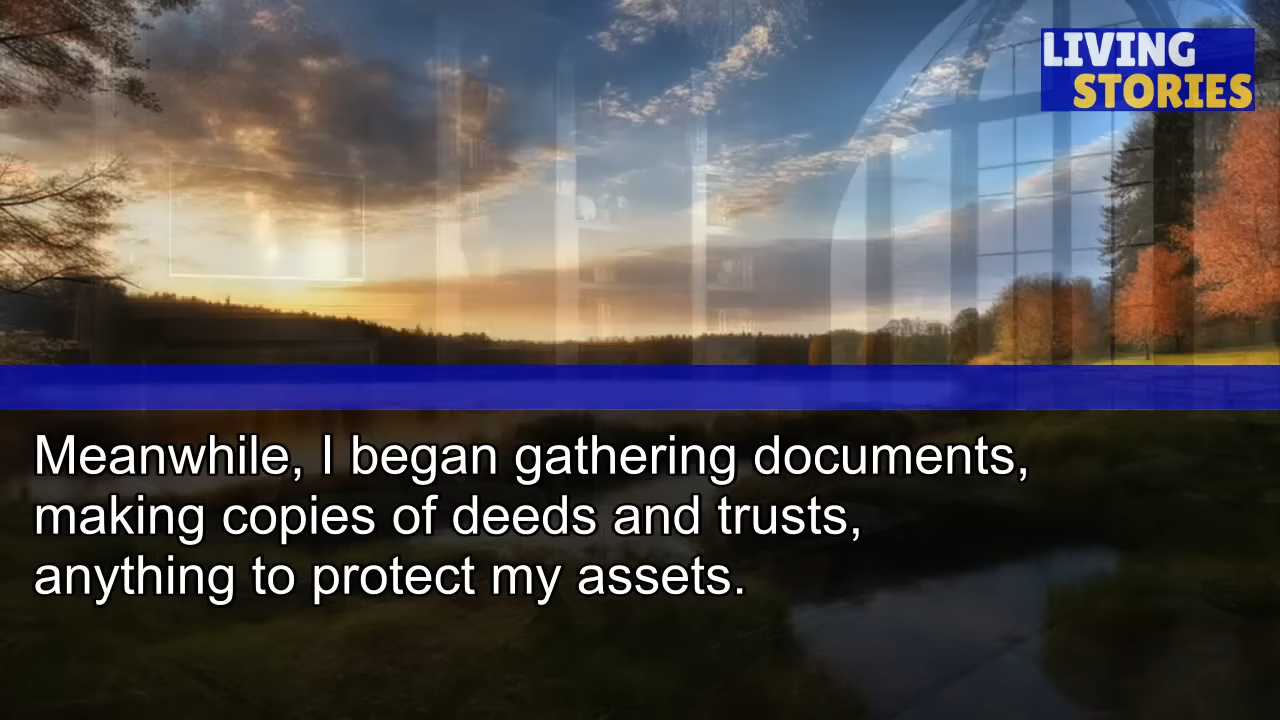 LIVING
STORIES
Meanwhile, I began gathering documents,
making copies of deeds and trusts,
anything to protect my assets.